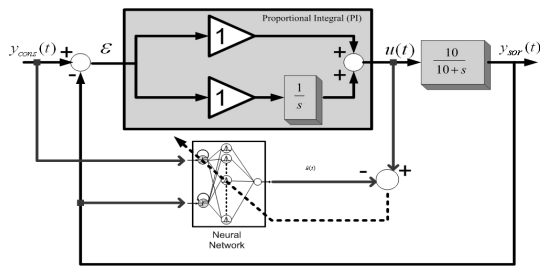 Proportional Integral (PI)
y_cons(t) + ε 1 + u(t) 10 y_sor(t)
- + 10+s
1 1
s
- û(t) - +
Neural
Network